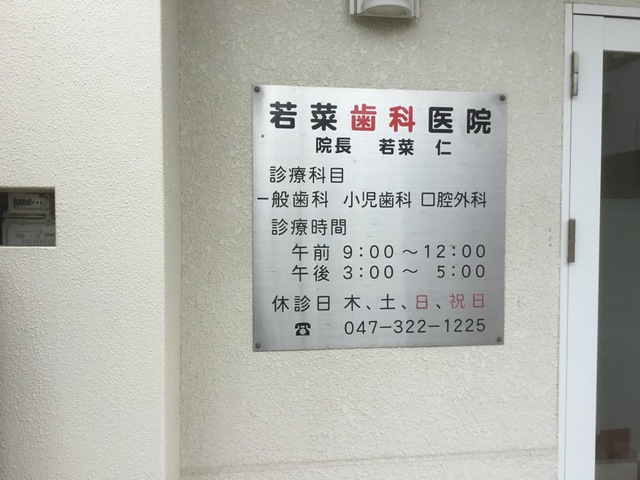 若菜歯科医院
院長 若菜 仁
診療科目
一般歯科 小児歯科 口腔外科
診療時間
午前 9:00〜12:00
午後 3:00〜 5:00
休診日 木、土、日、祝日
☎ 047-322-1225